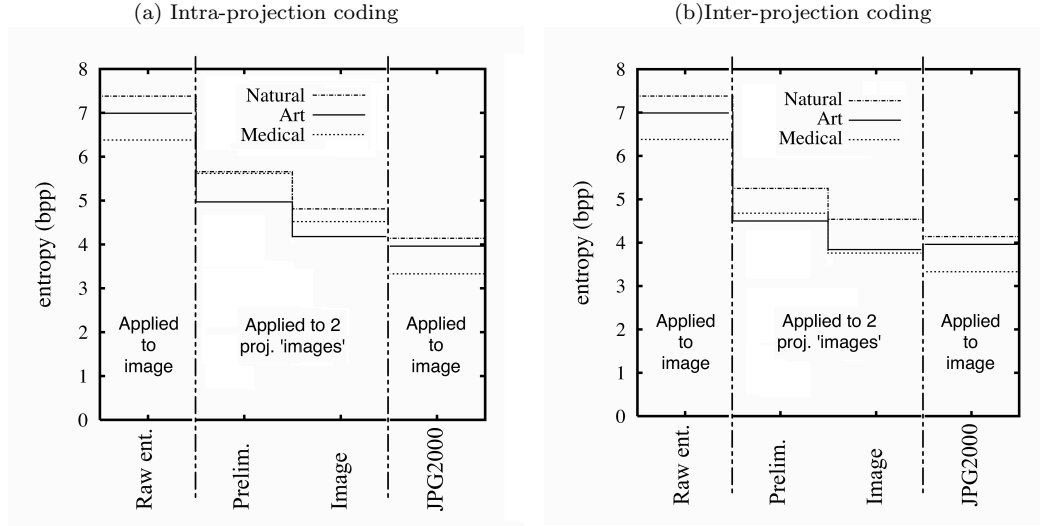 (a) Intra-projection coding
8
7
6
5
4
3
2
1
0
entropy (bpp)
Natural
Art
Medical
Applied
to
image
Applied to 2
proj. 'images'
Applied
to
image
Raw ent.
Prelim.
Image
JPG2000
(b)Inter-projection coding
8
7
6
5
4
3
2
1
0
entropy (bpp)
Natural
Art
Medical
Applied
to
image
Applied to 2
proj. 'images'
Applied
to
image
Raw ent.
Prelim.
Image
JPG2000